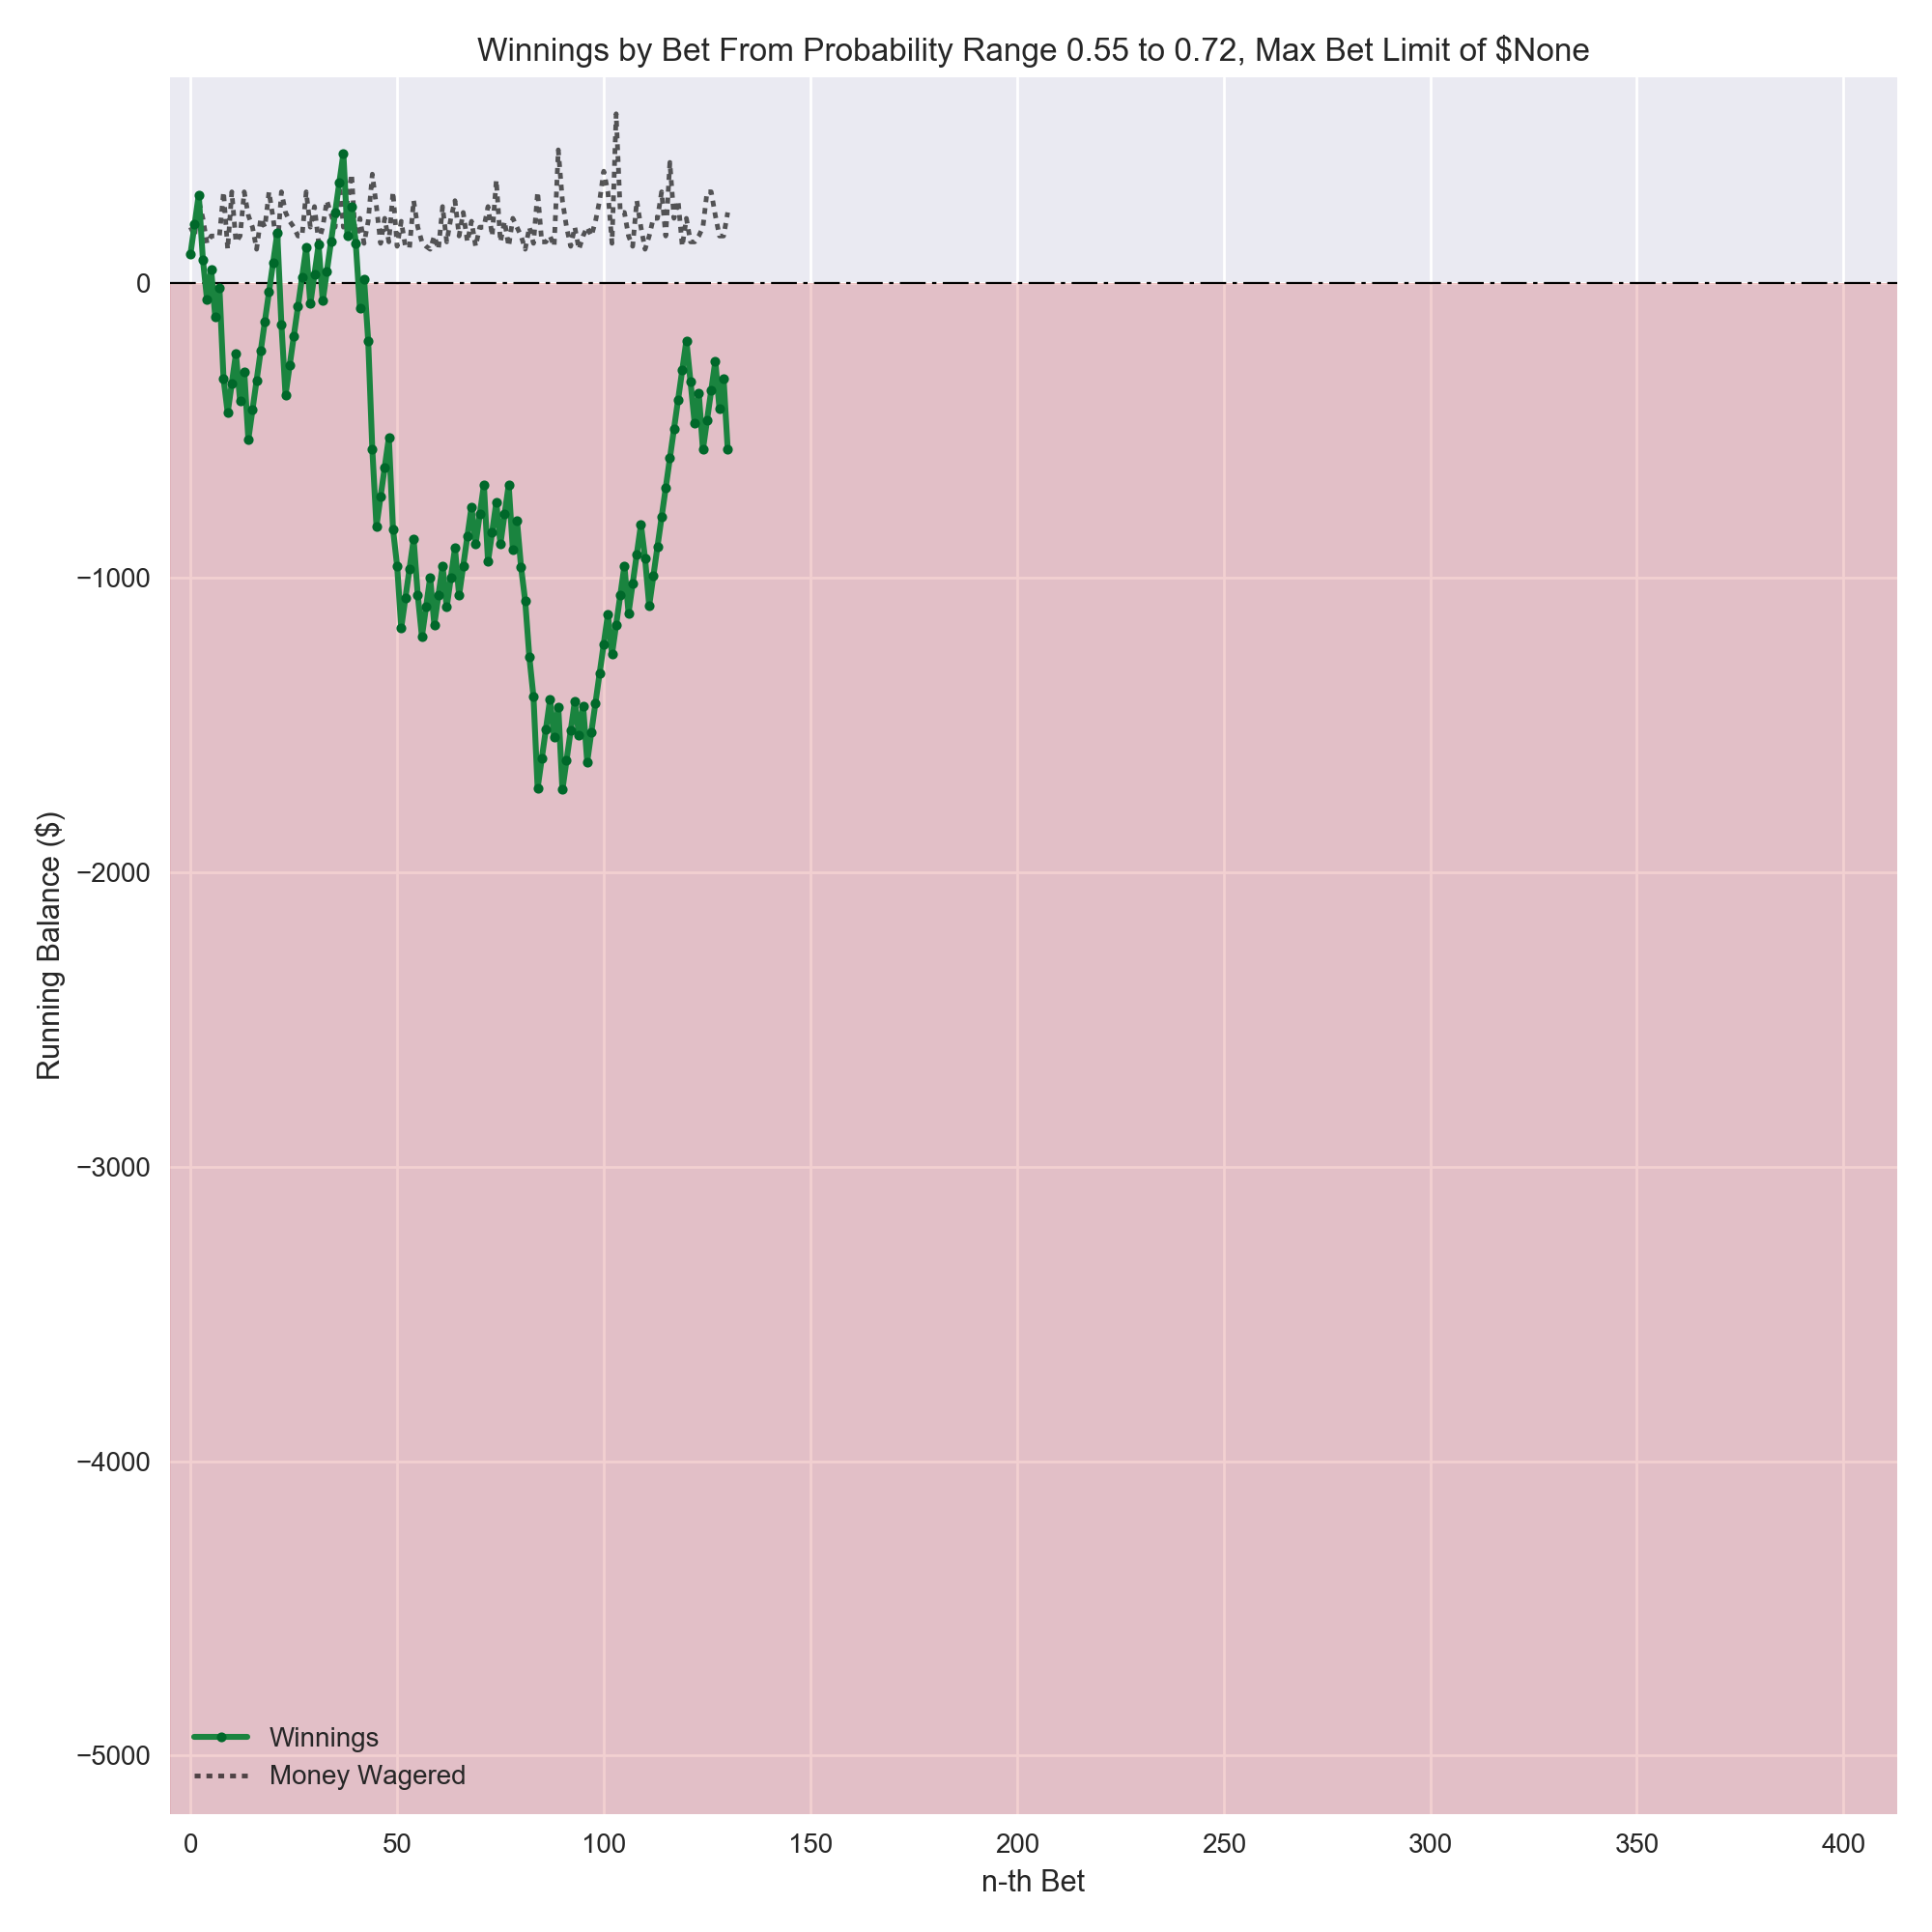 Winnings by Bet From Probability Range 0.55 to 0.72, Max Bet Limit of $None
Running Balance ($)
0
−1000
−2000
−3000
−4000
−5000
Winnings
Money Wagered
0 50 100 150 200 250 300 350 400
n-th Bet